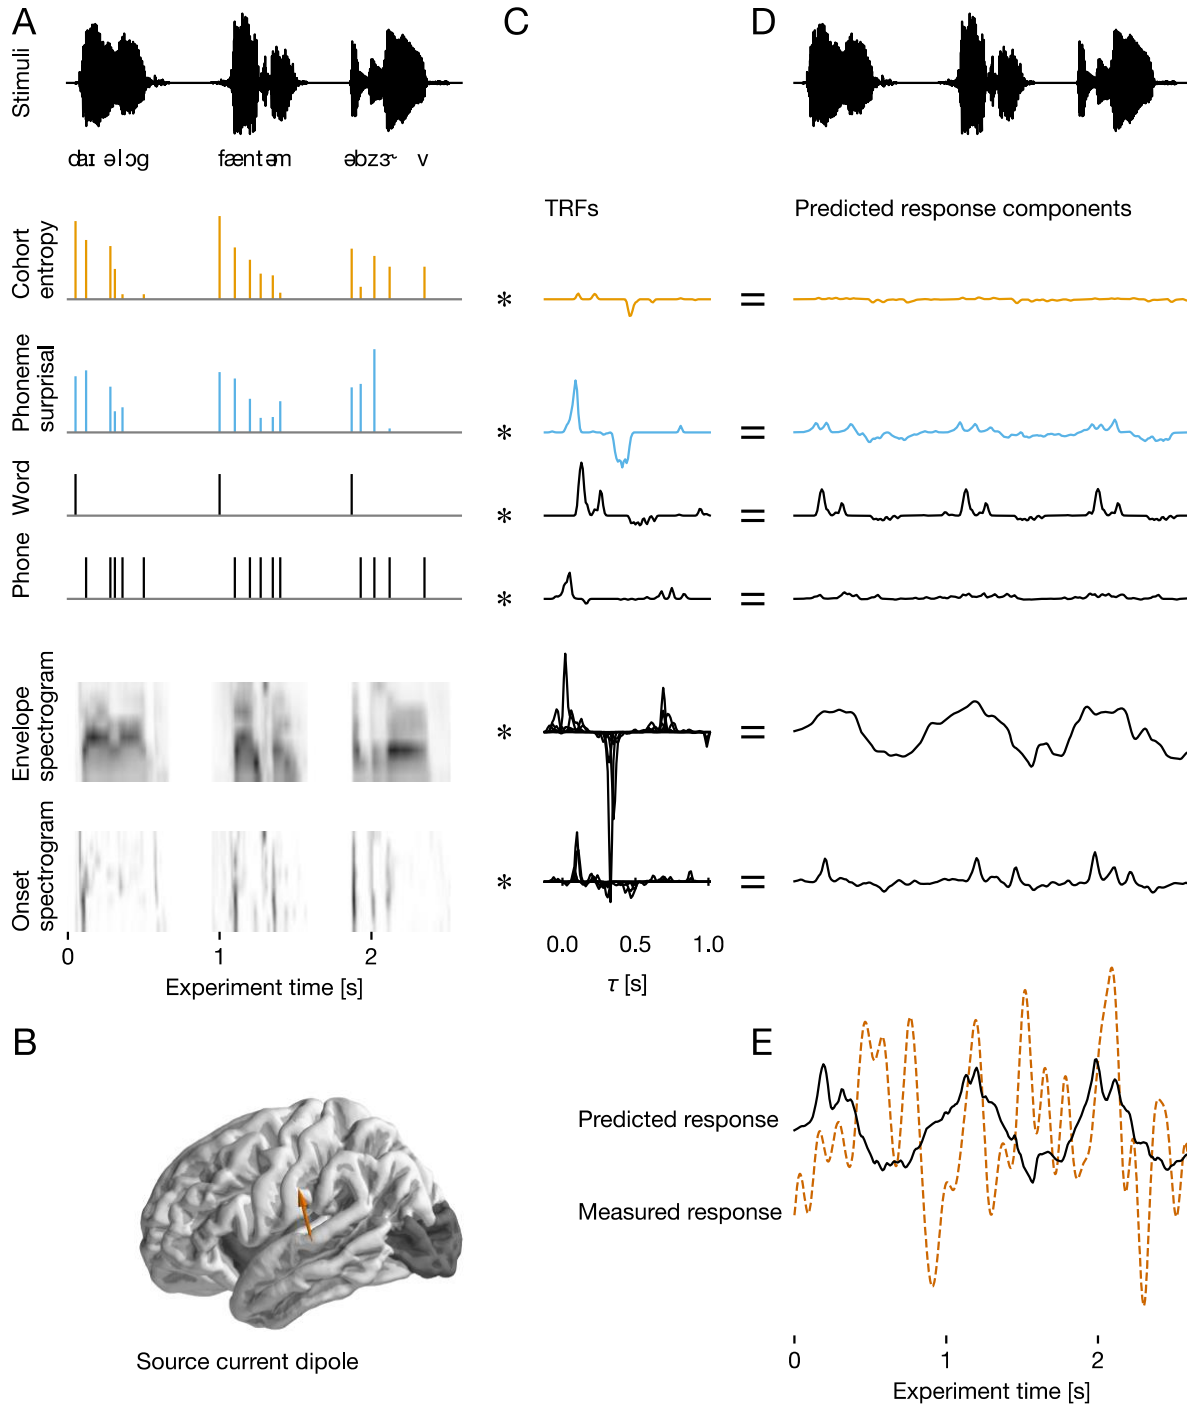 A
C
D
Stimuli
daɪ əlɔg
fæntəm
əbzɝ v
Cohort
entropy
TRFs
Predicted response components
*
=
Phoneme
surprisal
*
=
Word
*
=
Phone
*
=
Envelope
spectrogram
*
=
Onset
spectrogram
*
=
0
1
2
Experiment time [s]
0.0
0.5
1.0
τ [s]
B
Source current dipole
E
Predicted response
Measured response
0
1
2
Experiment time [s]